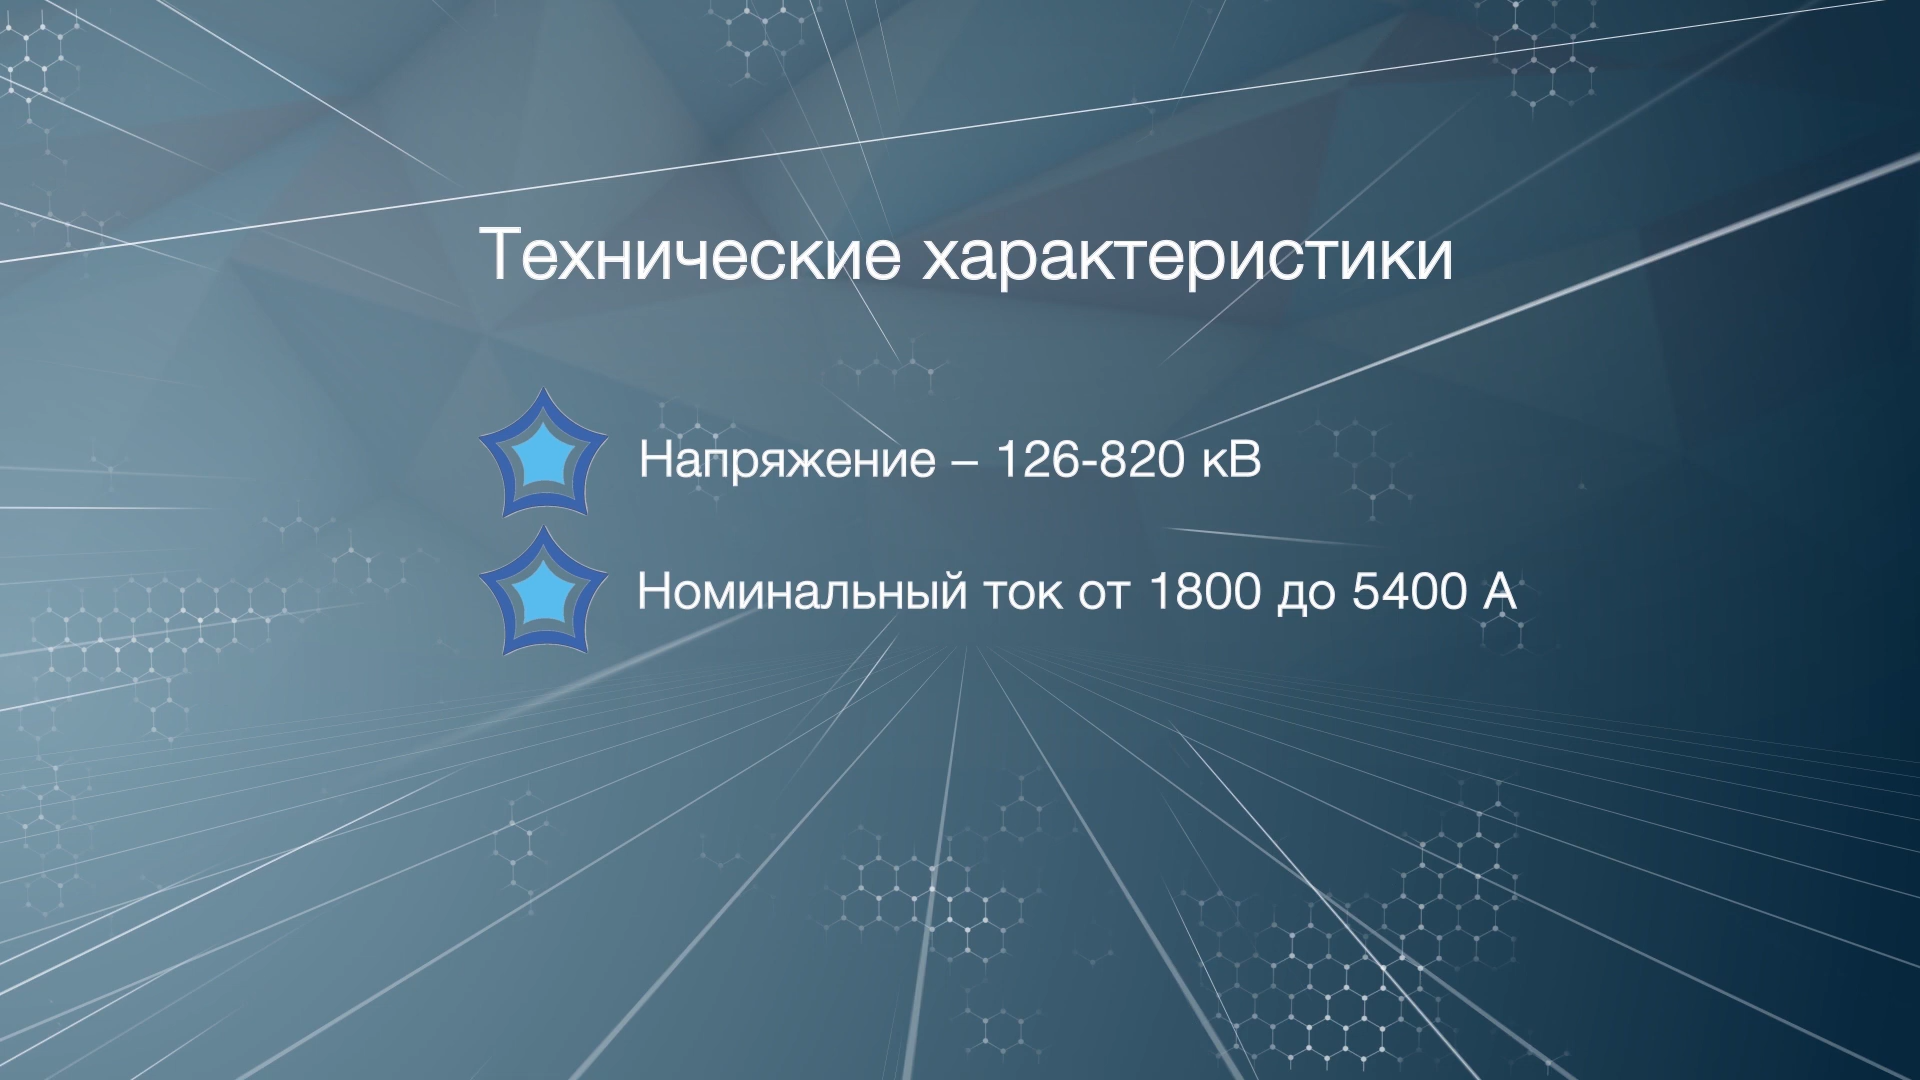 Технические характеристики
Напряжение – 126-820 кВ
Номинальный ток от 1800 до 5400 А